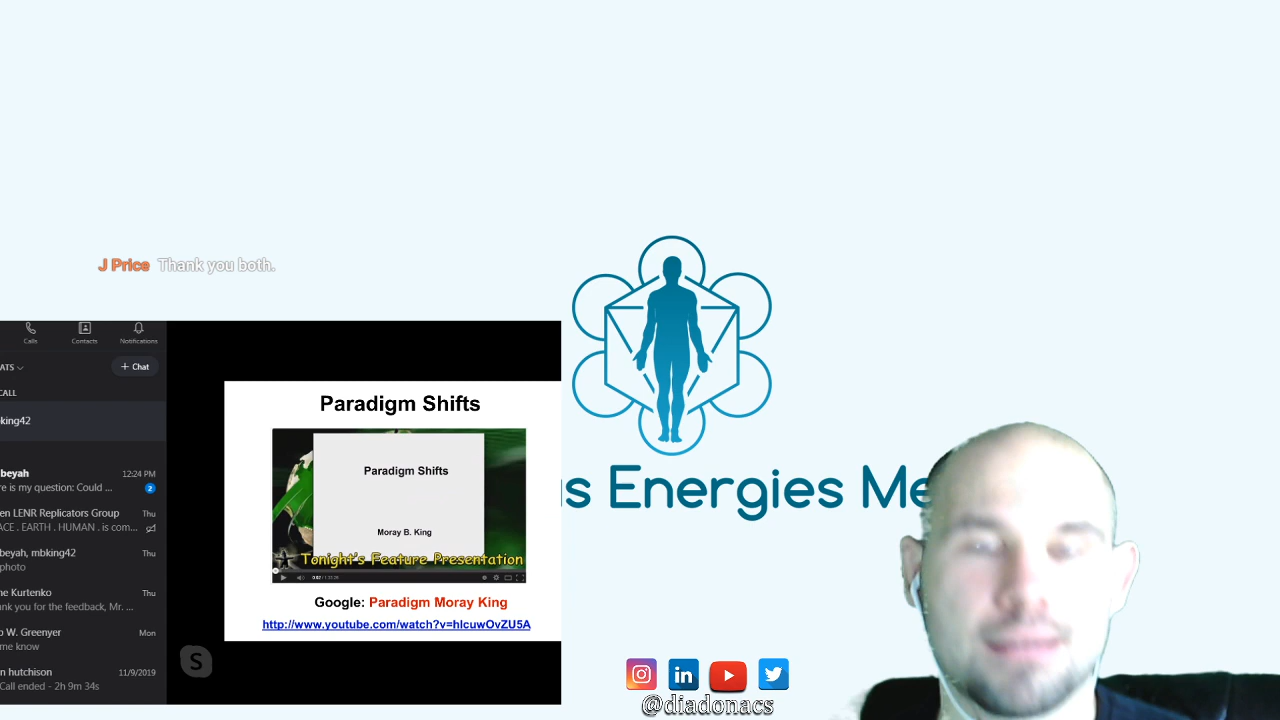 J Price Thank you both.
Calls Contacts Notifications
ATS
+ Chat
CALL
king42
beyah 12:24 PM
re is my question: Could ... 2
en LENR Replicators Group Thu
ACE . EARTH . HUMAN . is com...
beyah, mbking42 Thu
photo
ne Kurtenko Thu
nk you for the feedback, Mr. ...
o W. Greenyer Mon
me know
n hutchison 11/9/2019
Call ended - 2h 9m 34s
S
Paradigm Shifts
Paradigm Shifts
Moray B. King
Tonight's Feature Presentation
Google: Paradigm Moray King
http://www.youtube.com/watch?v=hIcuwOvZU5A
s Energies Me
in
@diadonacs